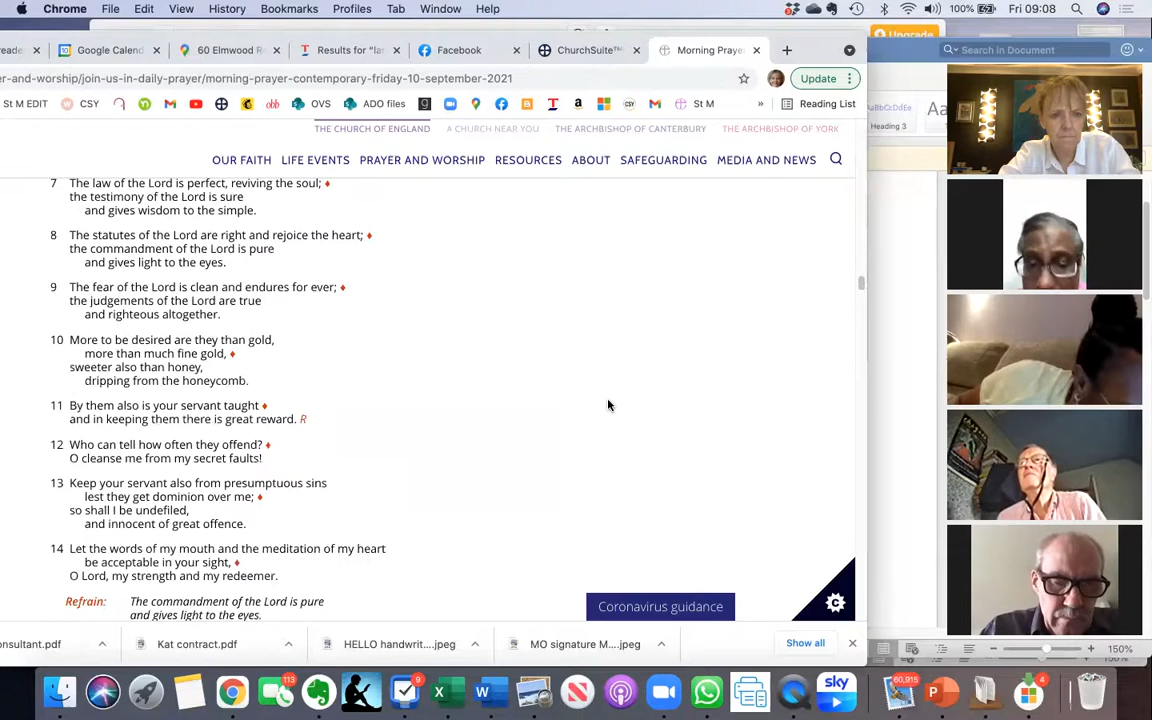 Chrome File Edit View History Bookmarks Profiles Tab Window Help 100% Fri 09:08
Upgrade
Google Calend 60 Elmwood Re Results for "la Facebook ChurchSuite™ Morning Praye
Search in Document
er-and-worship/join-us-in-daily-prayer/morning-prayer-contemporary-friday-10-september-2021
Update
St M EDIT CSY OVS ADO files St M » Reading List
AaBbCcDdEe
Heading 3
THE CHURCH OF ENGLAND A CHURCH NEAR YOU THE ARCHBISHOP OF CANTERBURY THE ARCHBISHOP OF YORK
OUR FAITH LIFE EVENTS PRAYER AND WORSHIP RESOURCES ABOUT SAFEGUARDING MEDIA AND NEWS
7 The law of the Lord is perfect, reviving the soul; ♦
the testimony of the Lord is sure
and gives wisdom to the simple.
8 The statutes of the Lord are right and rejoice the heart; ♦
the commandment of the Lord is pure
and gives light to the eyes.
9 The fear of the Lord is clean and endures for ever; ♦
the judgements of the Lord are true
and righteous altogether.
10 More to be desired are they than gold,
more than much fine gold, ♦
sweeter also than honey,
dripping from the honeycomb.
11 By them also is your servant taught ♦
and in keeping them there is great reward. R
12 Who can tell how often they offend? ♦
O cleanse me from my secret faults!
13 Keep your servant also from presumptuous sins
lest they get dominion over me; ♦
so shall I be undefiled,
and innocent of great offence.
14 Let the words of my mouth and the meditation of my heart
be acceptable in your sight, ♦
O Lord, my strength and my redeemer.
Refrain: The commandment of the Lord is pure
and gives light to the eyes.
Coronavirus guidance
onsultant.pdf Kat contract.pdf HELLO handwrit....jpeg MO signature M....jpeg Show all
150%
113 9 sky 60,915 4